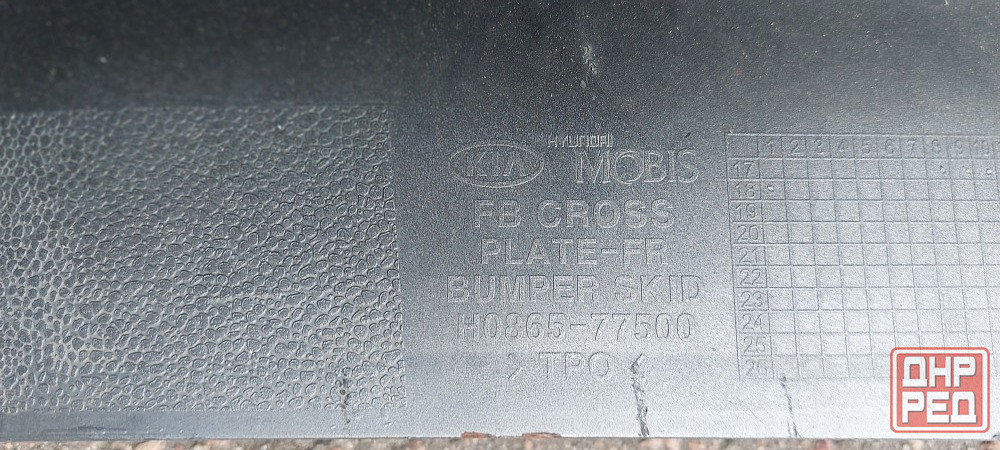 KIA
HYUNDAI
MOBIS
FB CROSS
PLATE-FR
BUMPER SKID
H0865-77500
> TPO <
1 2 3 4 5 6 7 8 9 10
17
18
19
20
21
22
23
24
25
26
ДНР
РЕД